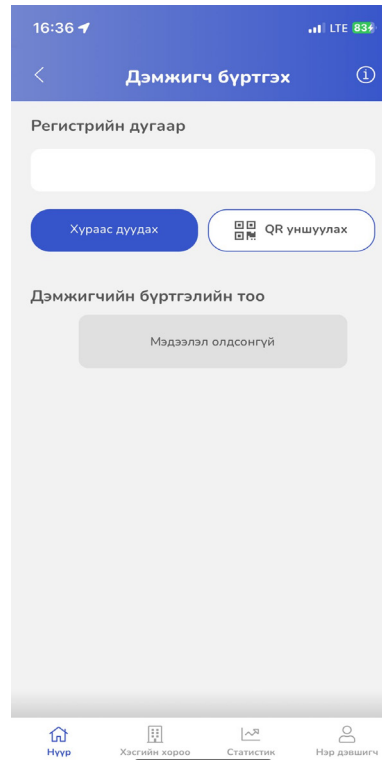 16:36 LTE 83
Дэмжигч бүртгэх
Регистрийн дугаар
Хураас дуудах QR уншуулах
Дэмжигчийн бүртгэлийн тоо
Мэдээлэл олдсонгүй
Нүүр Хэсгийн хороо Статистик Нэр дэвшигч